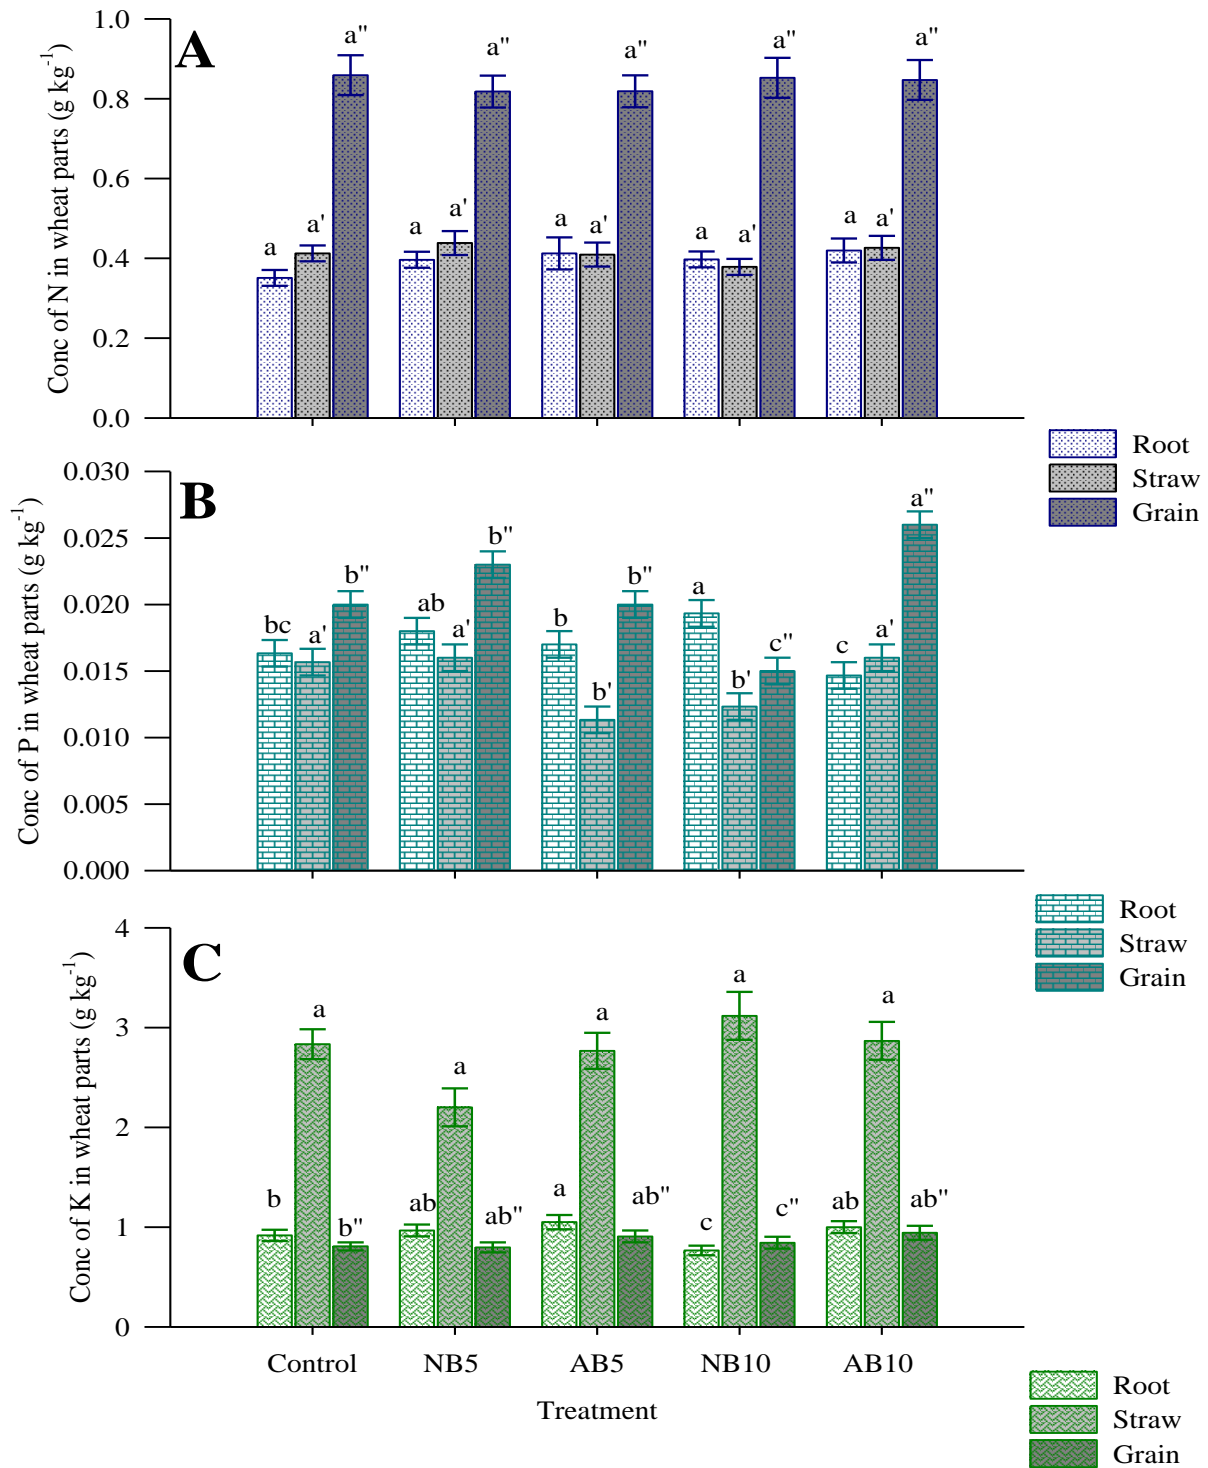 A
Conc of N in wheat parts (g kg⁻¹)
1.0
0.8
0.6
0.4
0.2
0.0
a a' a"
a a' a"
a a' a"
a a' a"
a a' a"
Root
Straw
Grain
B
Conc of P in wheat parts (g kg⁻¹)
0.030
0.025
0.020
0.015
0.010
0.005
0.000
bc a' b"
ab a' b"
b b' b"
a b' c"
c a' a"
Root
Straw
Grain
C
Conc of K in wheat parts (g kg⁻¹)
4
3
2
1
0
b a b"
ab a ab"
a a ab"
c a c"
ab a ab"
Control NB5 AB5 NB10 AB10
Treatment
Root
Straw
Grain